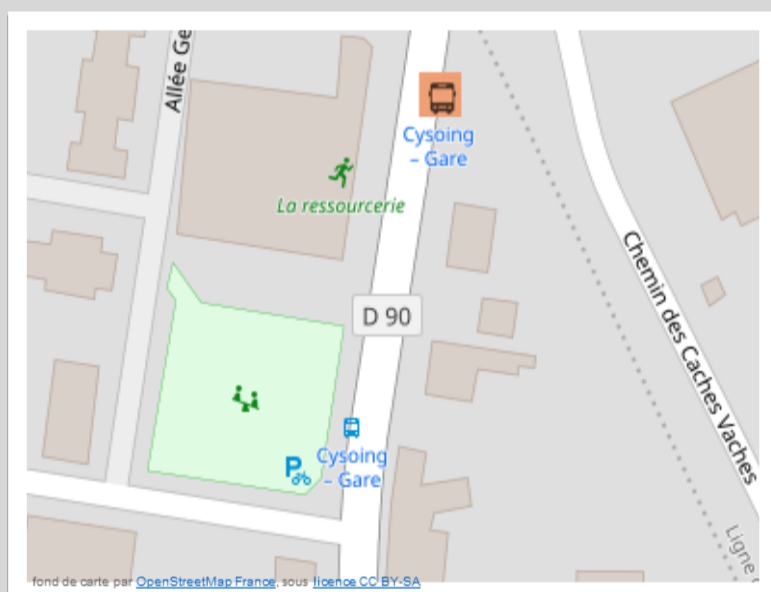 Allée Ge
Cysoing
– Gare
La ressourcerie
Chemin des Caches Vaches
D 90
Cysoing
– Gare
P
Ligne
fond de carte par OpenStreetMap France, sous licence CC BY-SA